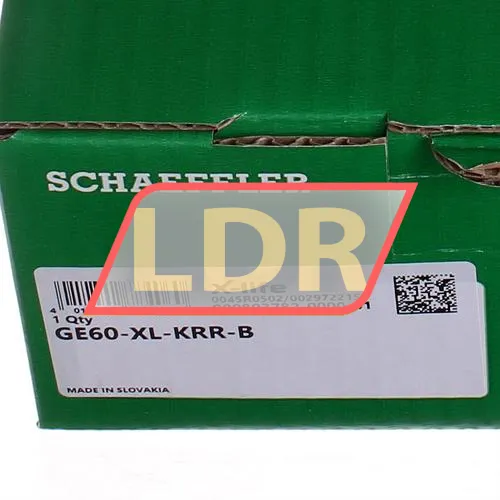 SCHAEFFLER
LDR
X-life
1 Qty
GE60-XL-KRR-B
MADE IN SLOVAKIA